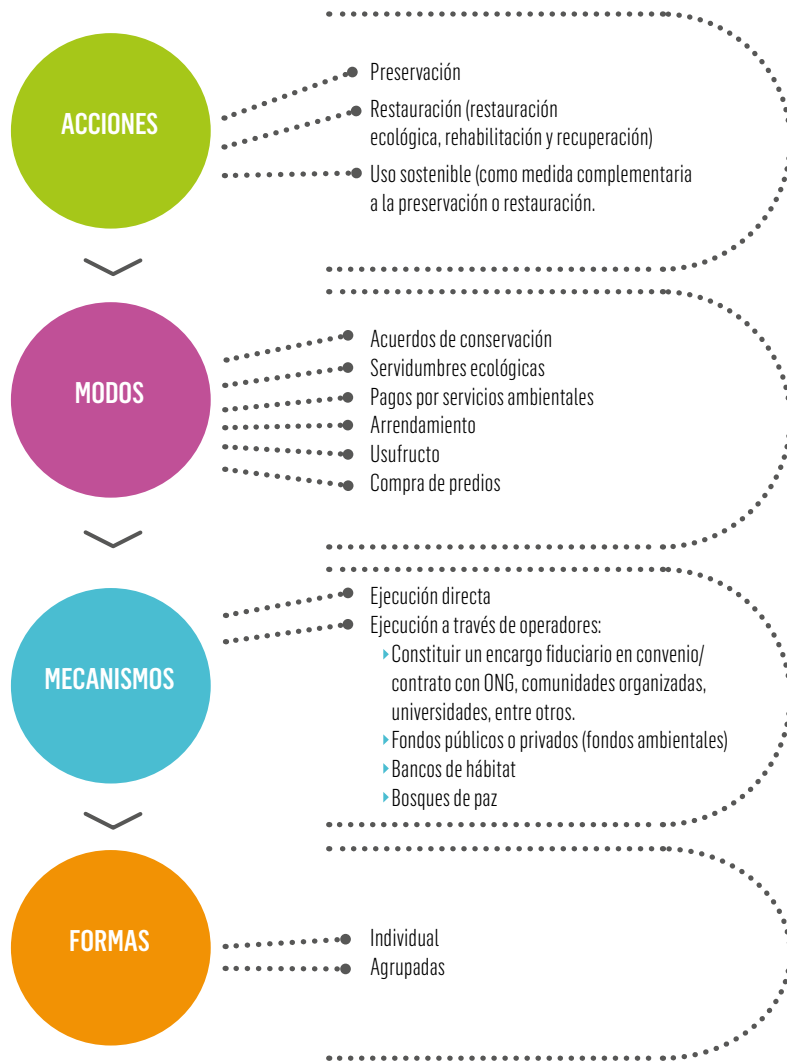 ACCIONES
Preservación
Restauración (restauración
ecológica, rehabilitación y recuperación)
Uso sostenible (como medida complementaria
a la preservación o restauración.
MODOS
Acuerdos de conservación
Servidumbres ecológicas
Pagos por servicios ambientales
Arrendamiento
Usufructo
Compra de predios
MECANISMOS
Ejecución directa
Ejecución a través de operadores:
Constituir un encargo fiduciario en convenio/
contrato con ONG, comunidades organizadas,
universidades, entre otros.
Fondos públicos o privados (fondos ambientales)
Bancos de hábitat
Bosques de paz
FORMAS
Individual
Agrupadas